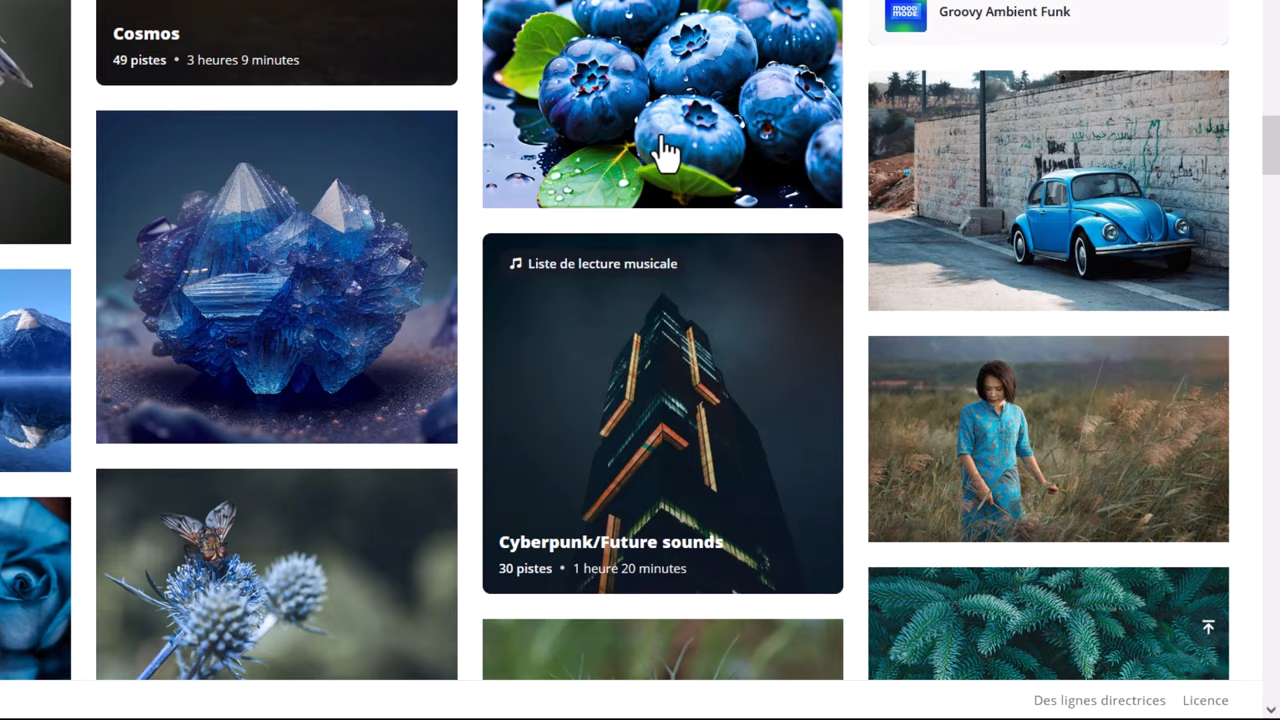 Cosmos
49 pistes • 3 heures 9 minutes
MOOD
MODE
Groovy Ambient Funk
Liste de lecture musicale
Cyberpunk/Future sounds
30 pistes • 1 heure 20 minutes
Des lignes directrices
Licence